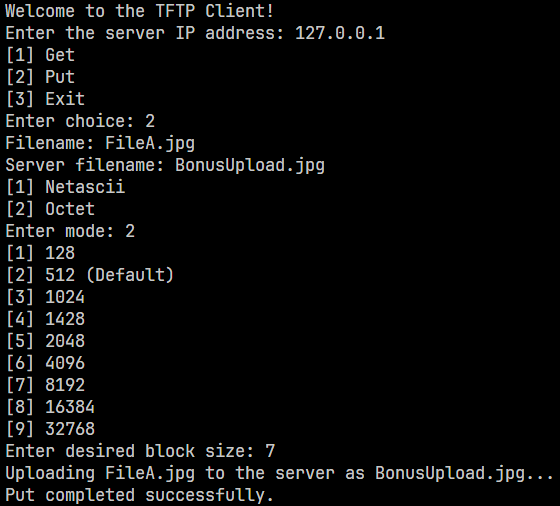 Welcome to the TFTP Client!
Enter the server IP address: 127.0.0.1
[1] Get
[2] Put
[3] Exit
Enter choice: 2
Filename: FileA.jpg
Server filename: BonusUpload.jpg
[1] Netascii
[2] Octet
Enter mode: 2
[1] 128
[2] 512 (Default)
[3] 1024
[4] 1428
[5] 2048
[6] 4096
[7] 8192
[8] 16384
[9] 32768
Enter desired block size: 7
Uploading FileA.jpg to the server as BonusUpload.jpg...
Put completed successfully.